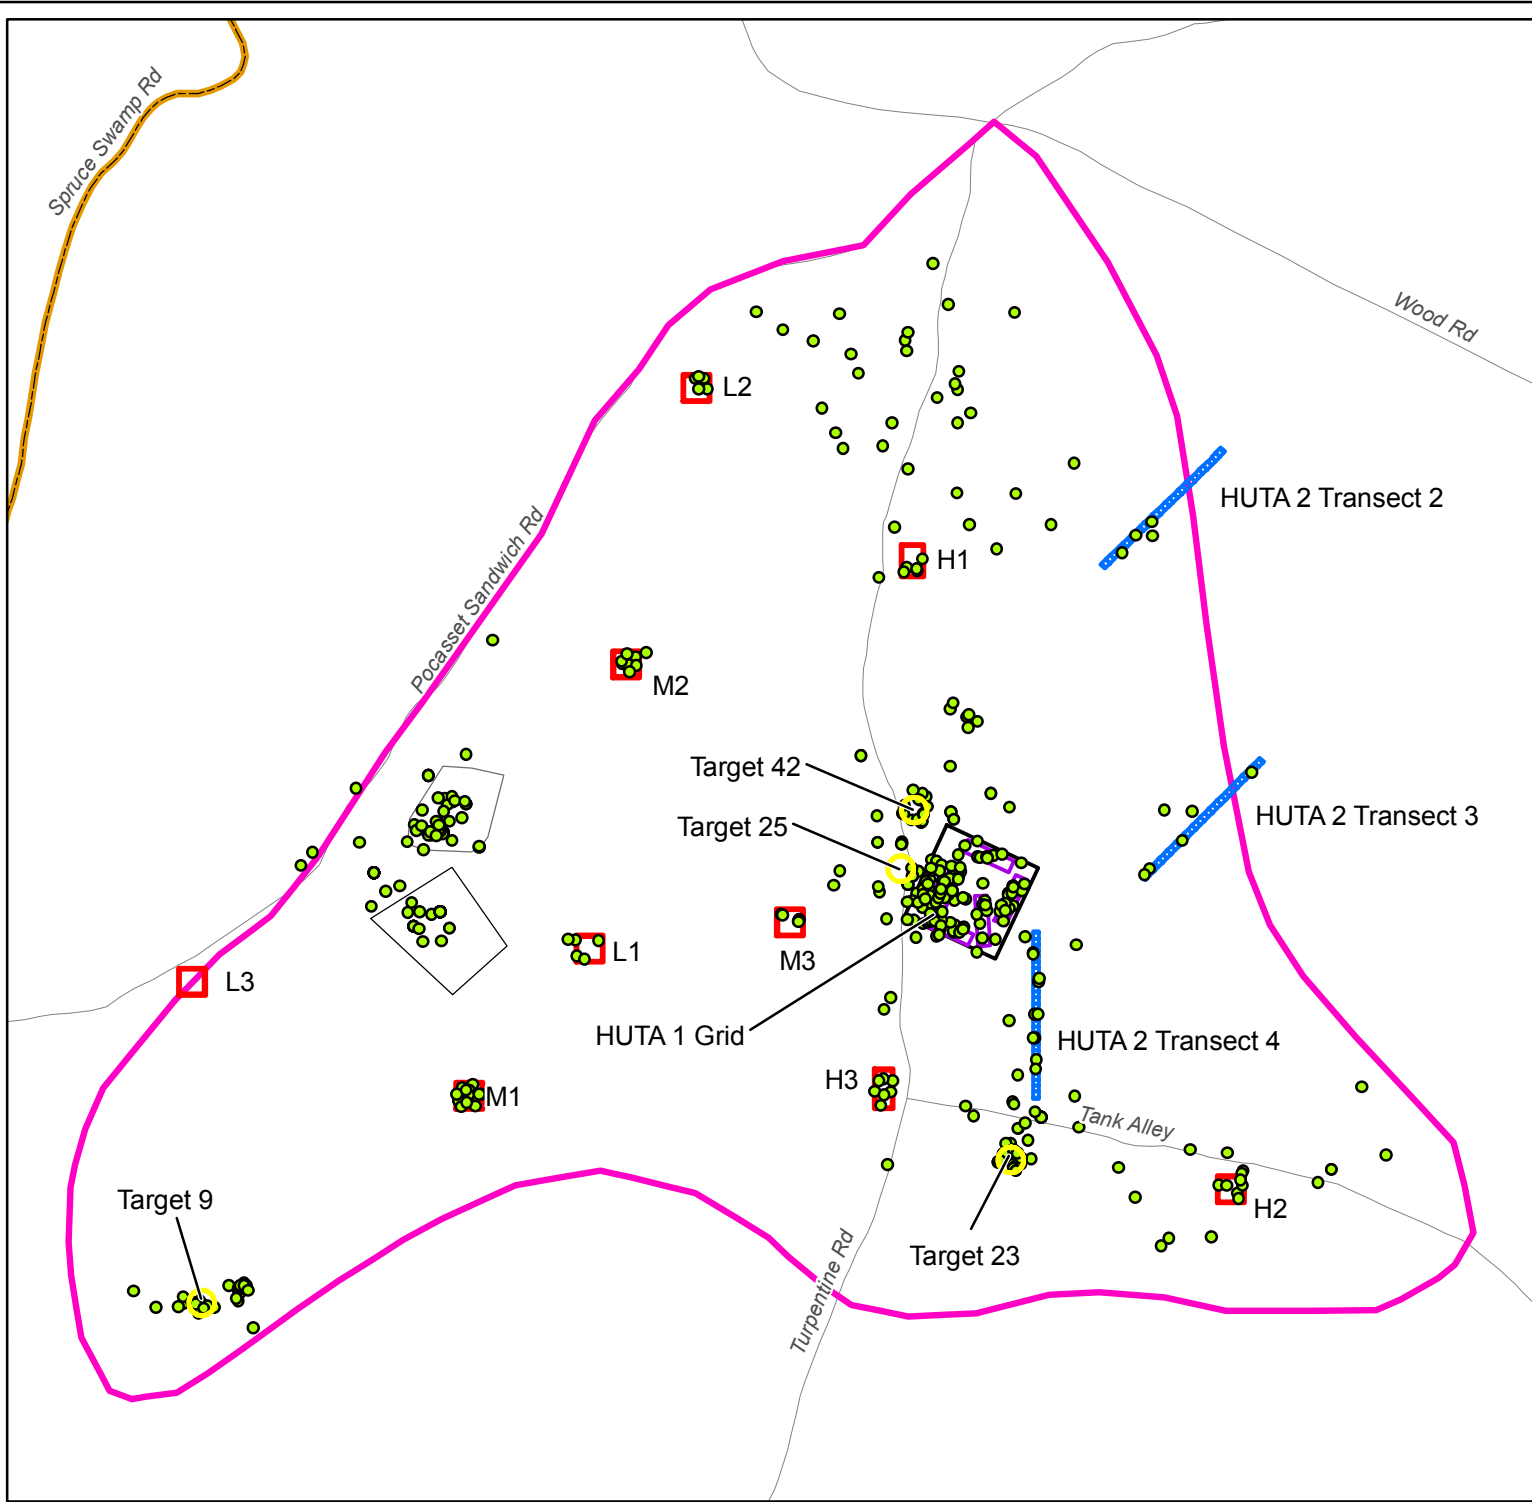 Spruce Swamp Rd
Wood Rd
L2
HUTA 2 Transect 2
Pocasset Sandwich Rd
H1
M2
Target 42
Target 25
HUTA 2 Transect 3
L1
M3
L3
HUTA 1 Grid
HUTA 2 Transect 4
H3
M1
Tank Alley
Target 9
H2
Target 23
Turpentine Rd